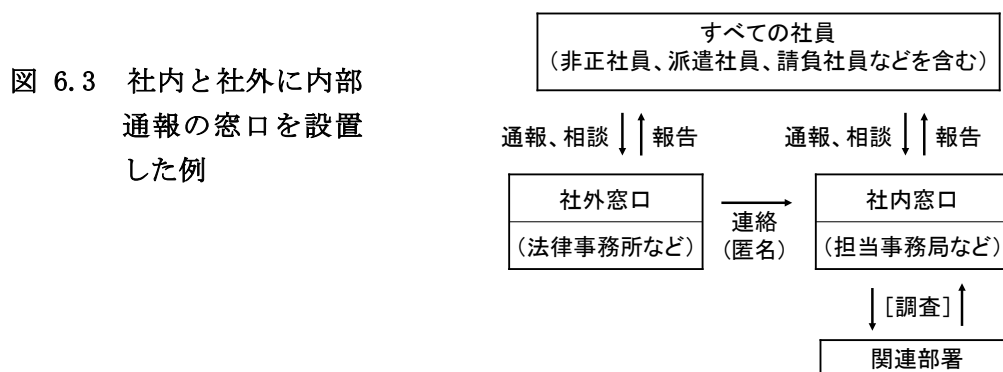 図 6.3 社内と社外に内部
通報の窓口を設置
した例
すべての社員
(非正社員、派遣社員、請負社員などを含む)
通報、相談
報告
通報、相談
報告
社外窓口
(法律事務所など)
連絡
(匿名)
社内窓口
(担当事務局など)
[調査]
関連部署